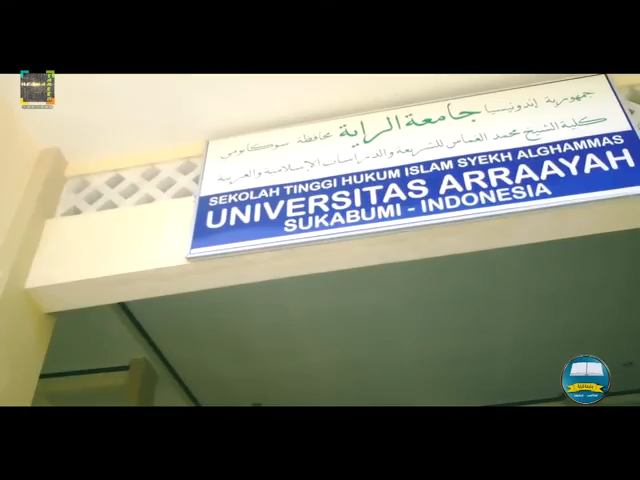 جمهورية إندونيسيا جامعة الراية محافظة سوكابومي
كلية الشيخ محمد الغماس للشريعة والدراسات الإسلامية والعربية
SEKOLAH TINGGI HUKUM ISLAM SYEKH ALGHAMMAS
UNIVERSITAS ARRAAYAH
SUKABUMI - INDONESIA